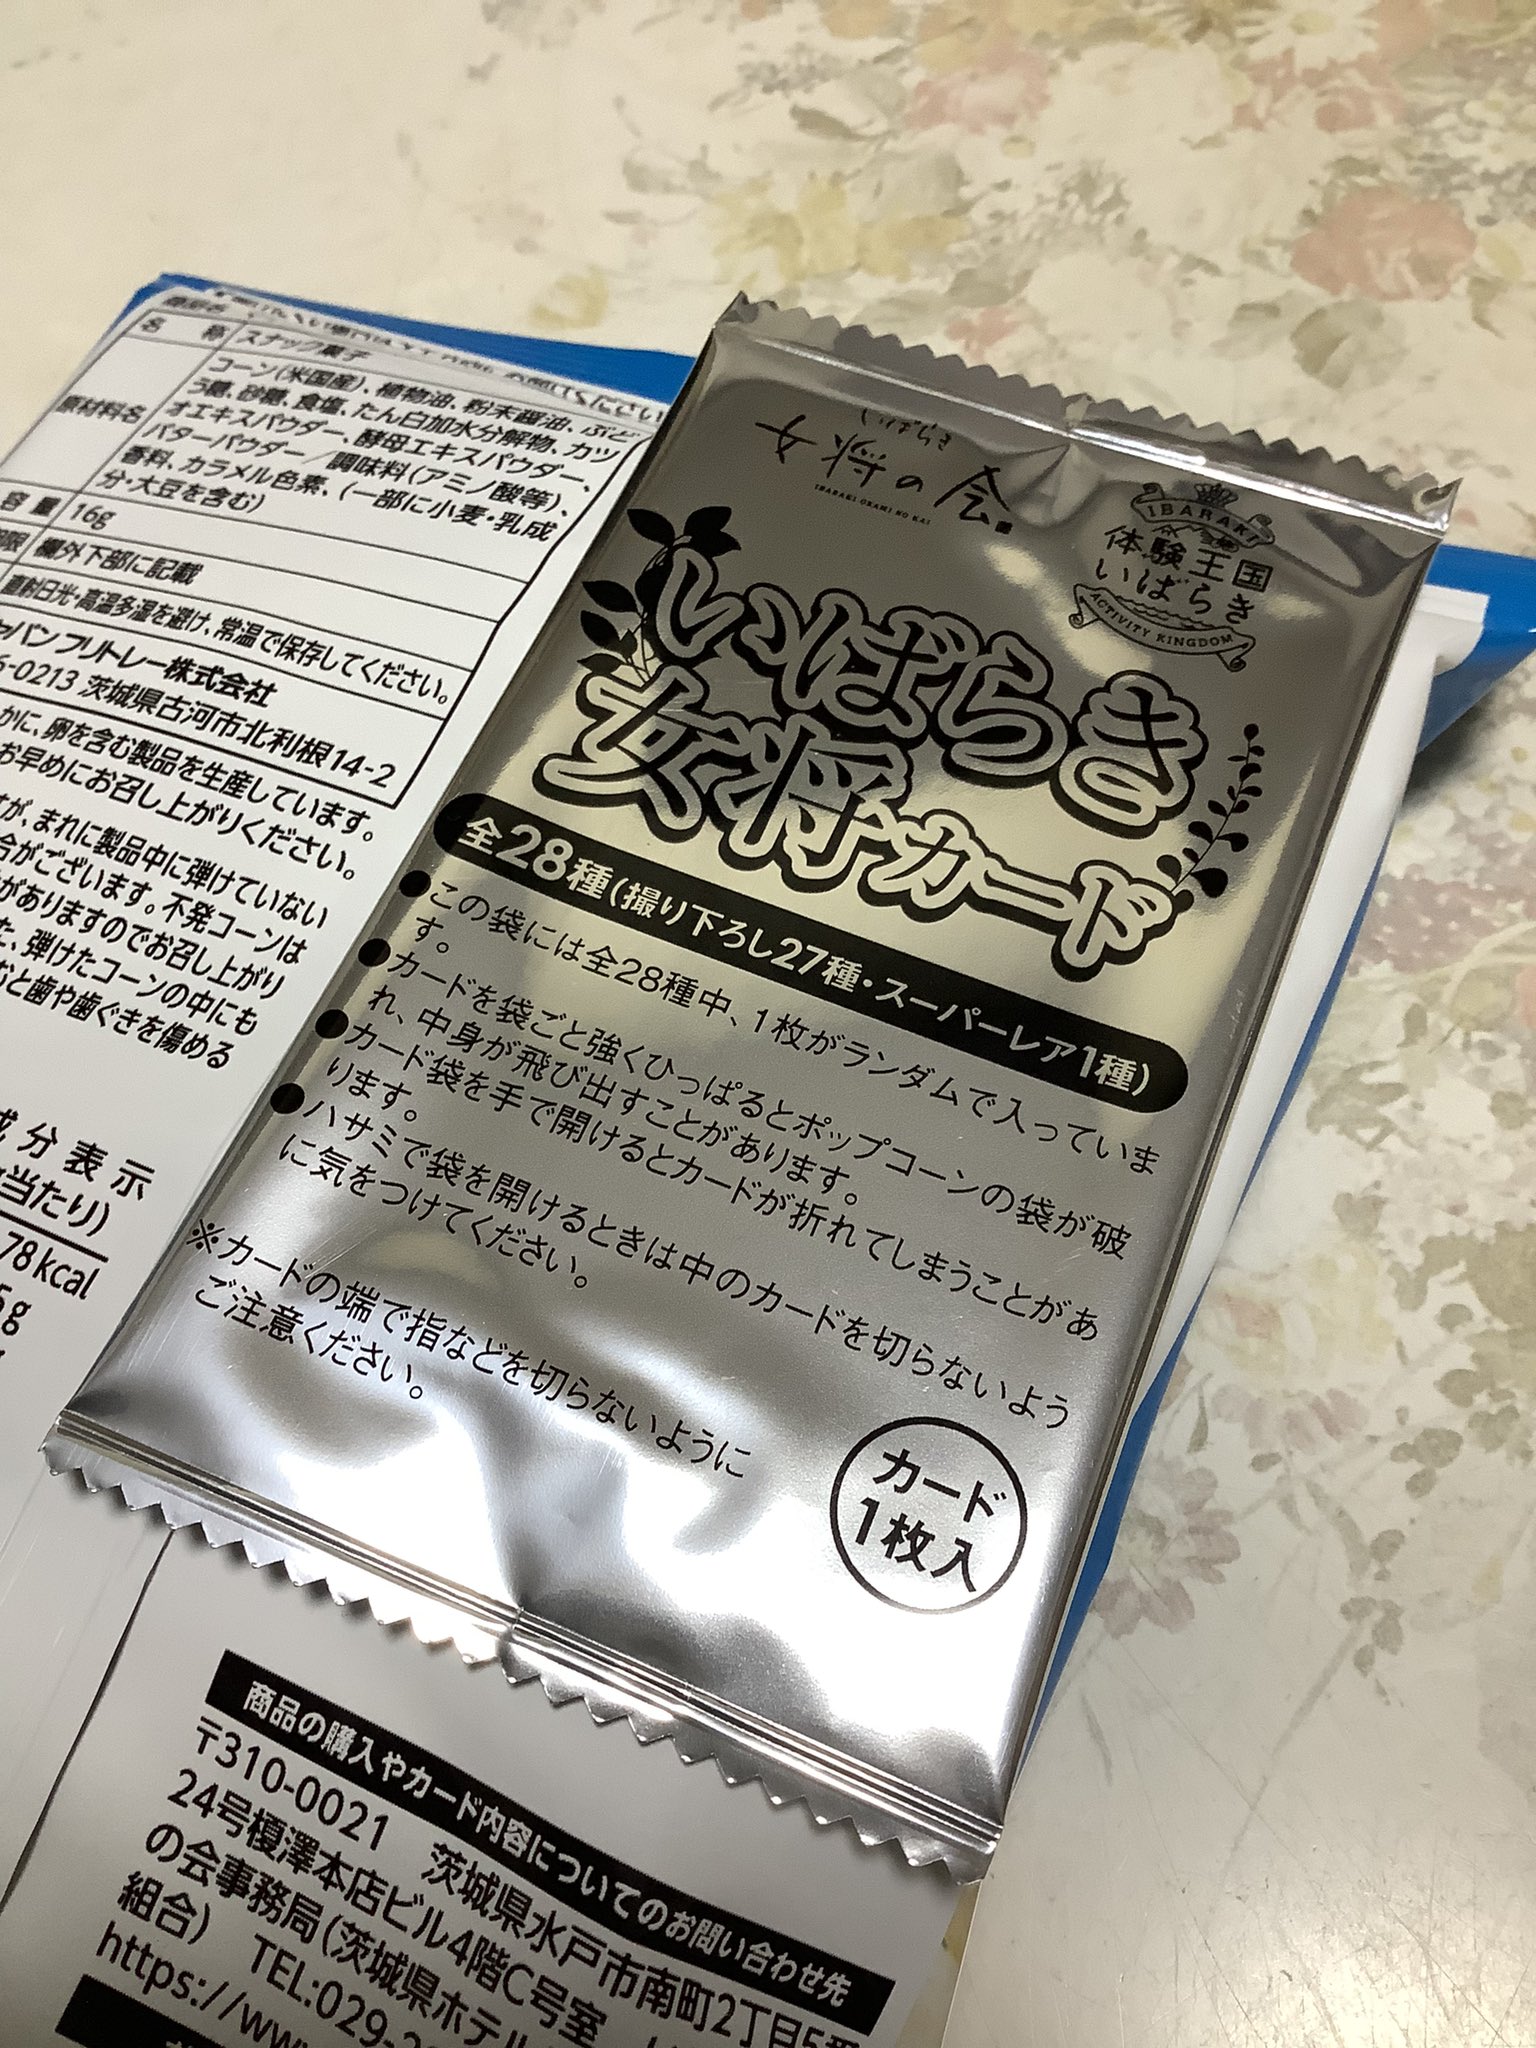 いばらき
女将の会
IBARAKI OKAMI NO KAI
IBARAKI
体験王国
いばらき
ACTIVITY KINGDOM
いばらき
女将カード
全28種(撮り下ろし27種・スーパーレア1種)
●この袋には全28種中、1枚がランダムで入っていま
す。
●カードを袋ごと強くひっぱるとポップコーンの袋が破
れ、中身が飛び出すことがあります。
●カード袋を手で開けるとカードが折れてしまうことがあ
ります。
●ハサミで袋を開けるときは中のカードを切らないよう
に気をつけてください。
※カードの端で指などを切らないように
ご注意ください。
カード
1枚入
名 称 スナック菓子
原材料名 コーン(米国産)、植物油、粉末醤油、ぶど
う糖、砂糖、食塩、たん白加水分解物、カツ
オエキスパウダー、酵母エキスパウダー、
バターパウダー/調味料(アミノ酸等)、
香料、カラメル色素、(一部に小麦・乳成
分・大豆を含む)
容量 16g
欄外下部に記載
直射日光・高温多湿を避け、常温で保存してください。
ャパンフリトレー株式会社
6-0213 茨城県古河市北利根14-2
かに、卵を含む製品を生産しています。
お早めにお召し上がりください。
すが、まれに製品中に弾けていない
合がございます。不発コーンは
がありますのでお召し上がり
た、弾けたコーンの中にも
むと歯や歯ぐきを傷める
成分表示
当たり)
78kcal
商品の購入やカード内容についてのお問い合わせ先
〒310-0021 茨城県水戸市南町2丁目5番
24号榎澤本店ビル4階C号室
の会事務局(茨城県ホテル
組合) TEL:029-2
https://www